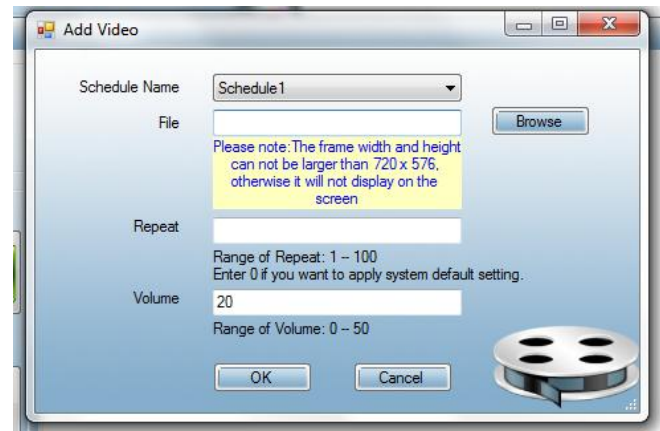 Add Video
Schedule Name
Schedule1
File
Browse
Please note:The frame width and height
can not be larger than 720 x 576,
otherwise it will not display on the
screen
Repeat
Range of Repeat: 1 -- 100
Enter 0 if you want to apply system default setting.
Volume
20
Range of Volume: 0 -- 50
OK
Cancel